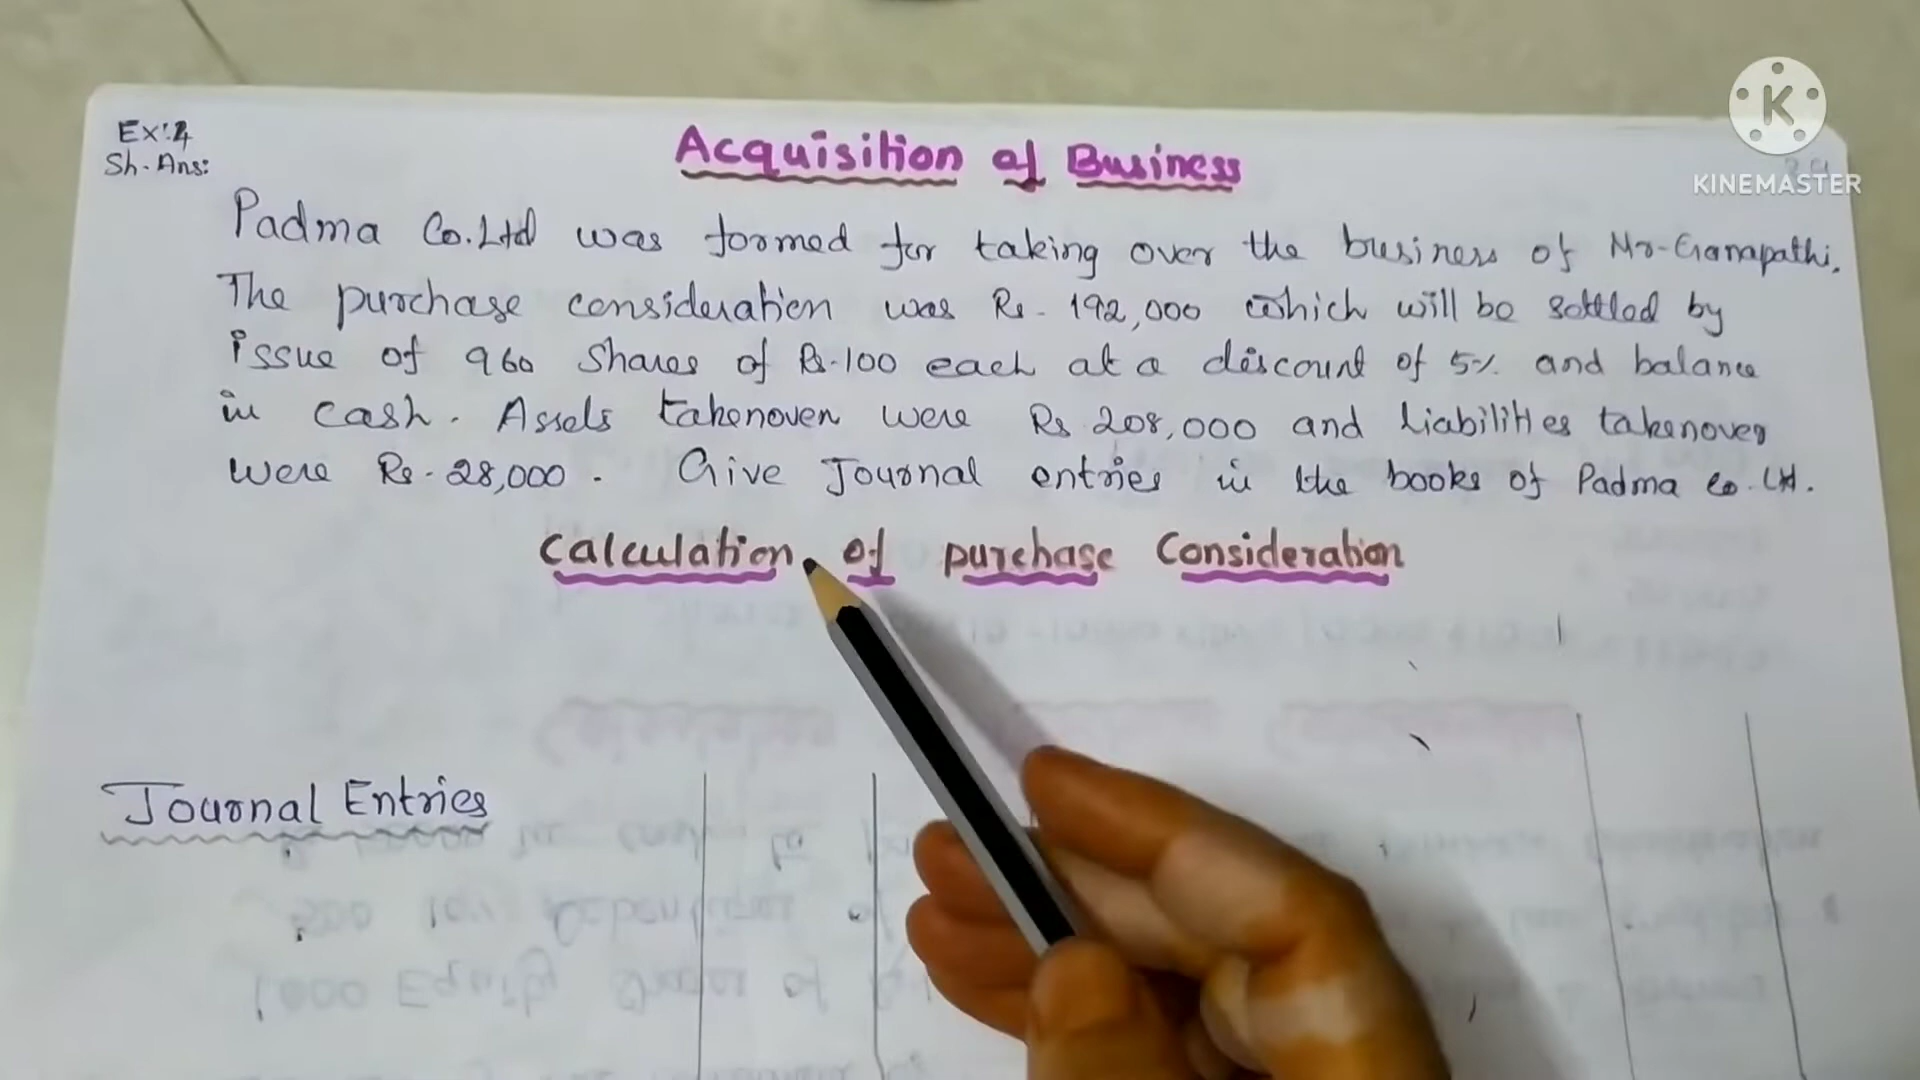 Ex:4
Sh. Ans:
Acquisition of Business
K
KINEMASTER
Padma Co. Ltd was formed for taking over the business of Mr. Ganapathi.
The purchase consideration was Rs. 192,000 which will be settled by
issue of 960 Shares of Rs. 100 each at a discount of 5% and balance
in cash. Assets takenover were Rs 208,000 and liabilities takenover
were Rs. 28,000. Give Journal entries in the books of Padma Co. Ltd.
Calculation of purchase Consideration
Journal Entries